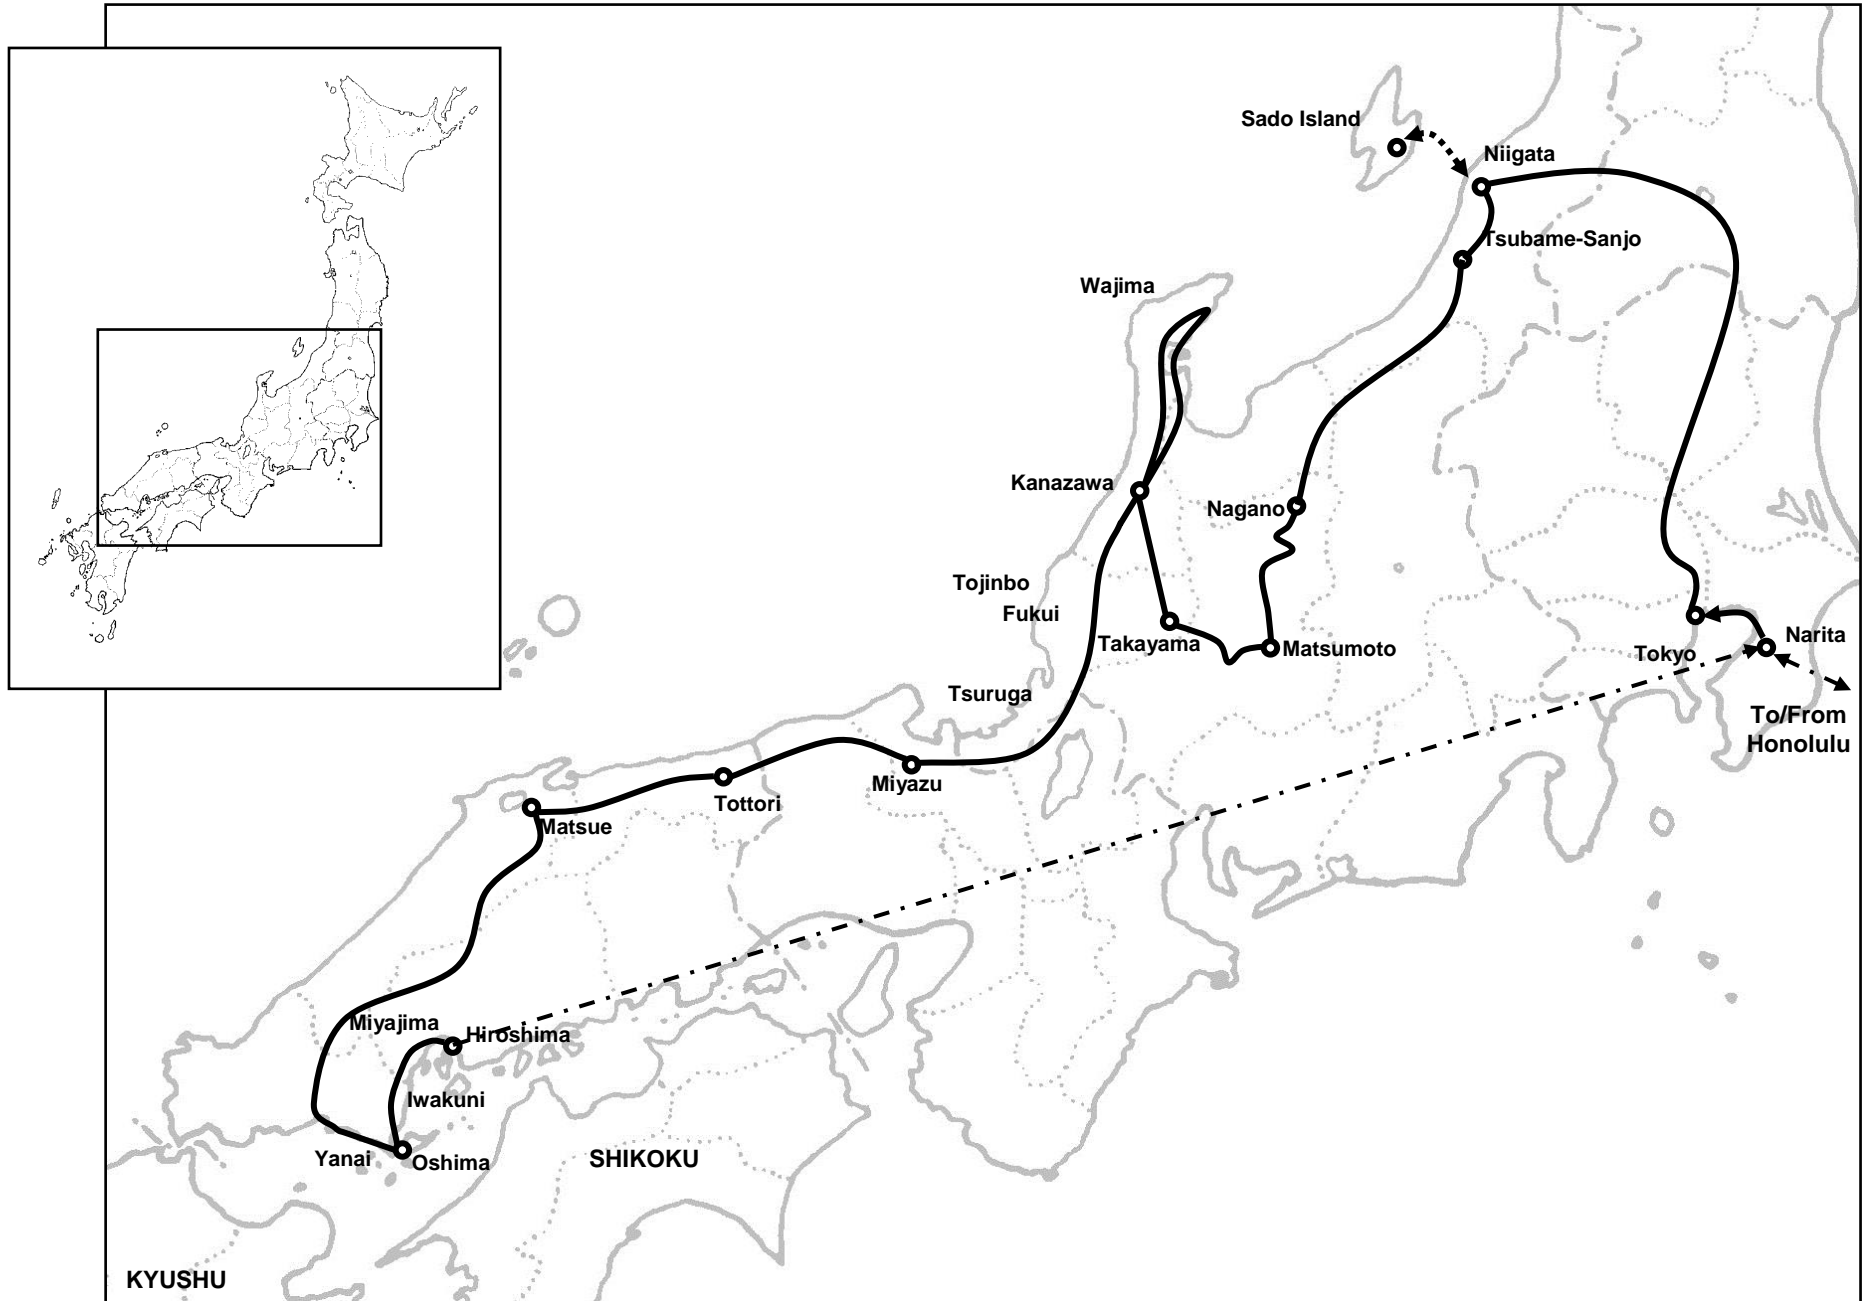 Sado Island
Niigata
Tsubame-Sanjo
Wajima
Kanazawa
Nagano
Tojinbo
Fukui
Takayama
Matsumoto
Narita
Tokyo
Tsuruga
To/From
Honolulu
Miyazu
Tottori
Matsue
Miyajima
Hiroshima
Iwakuni
Yanai
Oshima
SHIKOKU
KYUSHU